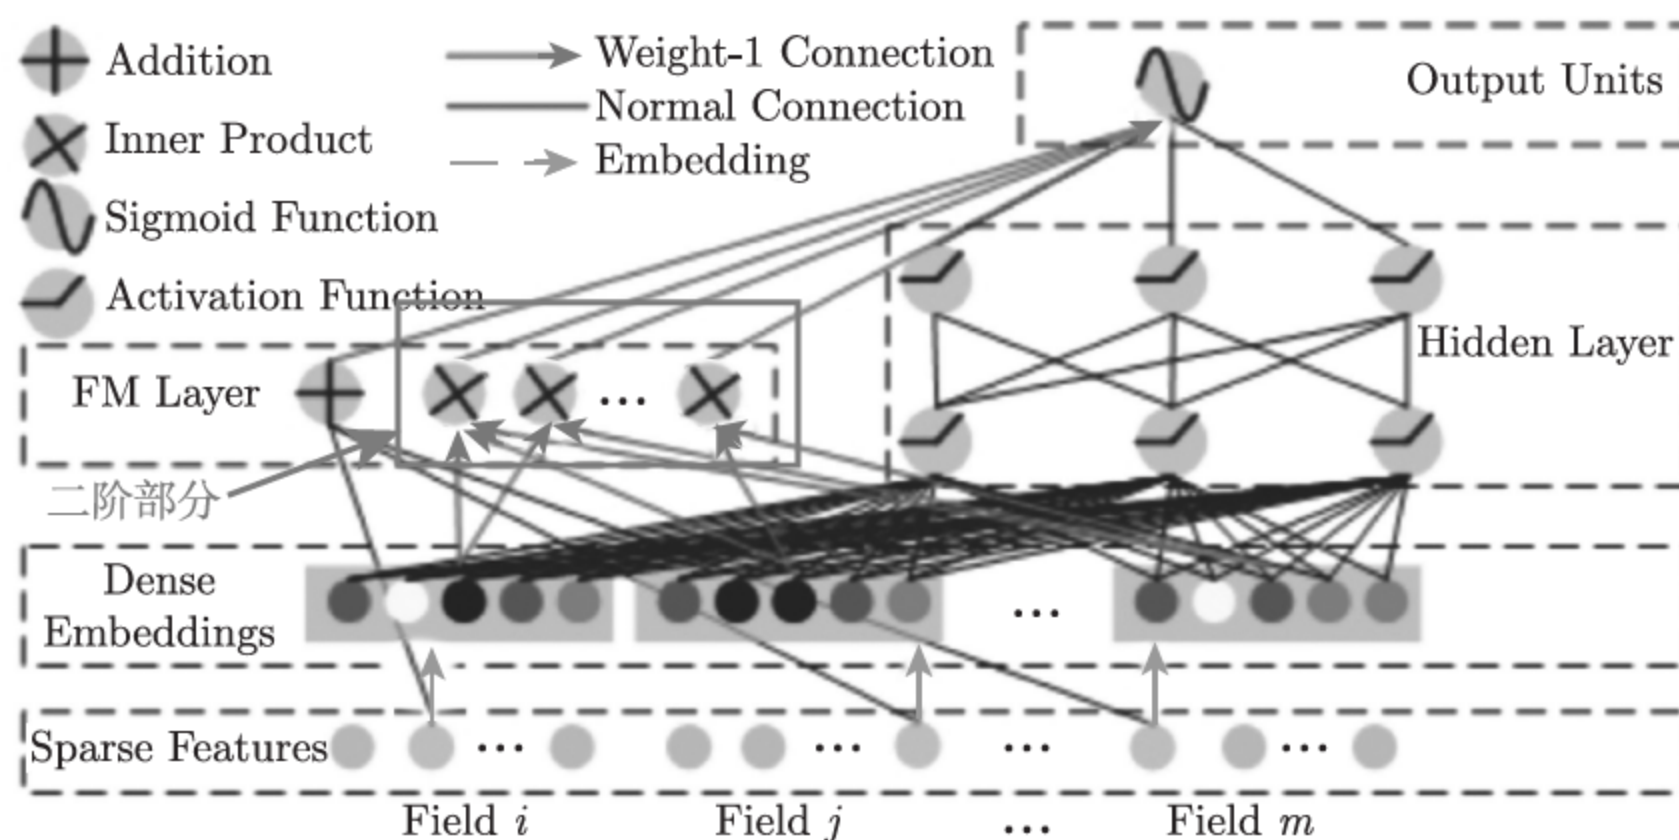 Addition
Inner Product
Sigmoid Function
Activation Function
Weight-1 Connection
Normal Connection
Embedding
Output Units
Hidden Layer
FM Layer
...
二阶部分
Dense
Embeddings
...
Sparse Features
... ... ... ...
Field i Field j ... Field m